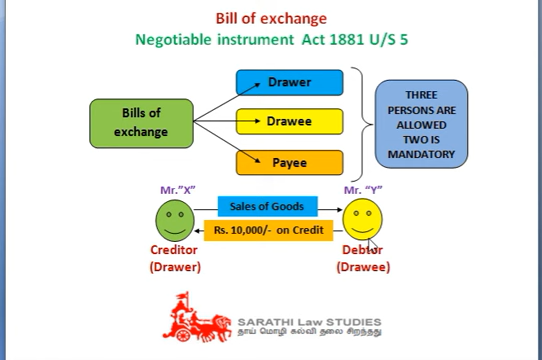 Bill of exchange
Negotiable instrument Act 1881 U/S 5
Drawer
Bills of
exchange
Drawee
Payee
THREE
PERSONS ARE
ALLOWED
TWO IS
MANDATORY
Mr."X"
Mr. "Y"
Sales of Goods
Rs. 10,000/- on Credit
Creditor
(Drawer)
Debtor
(Drawee)
SARATHI Law STUDIES
தாய் மொழி கல்வி தலை சிறந்தது